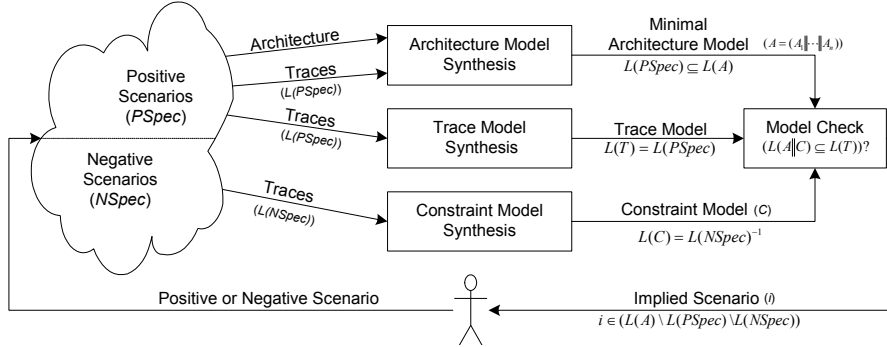 Positive
Scenarios
(PSpec)
Negative
Scenarios
(NSpec)
Architecture
Traces
(L(PSpec))
Traces
(L(PSpec))
Traces
(L(NSpec))
Architecture Model
Synthesis
Trace Model
Synthesis
Constraint Model
Synthesis
Minimal
Architecture Model (A = (A₁‖⋯‖Aₙ))
L(PSpec) ⊆ L(A)
Trace Model
L(T) = L(PSpec)
Constraint Model (C)
L(C) = L(NSpec)⁻¹
Model Check
(L(A‖C) ⊆ L(T))?
Positive or Negative Scenario
Implied Scenario (i)
i ∈ (L(A) \ L(PSpec) \ L(NSpec))